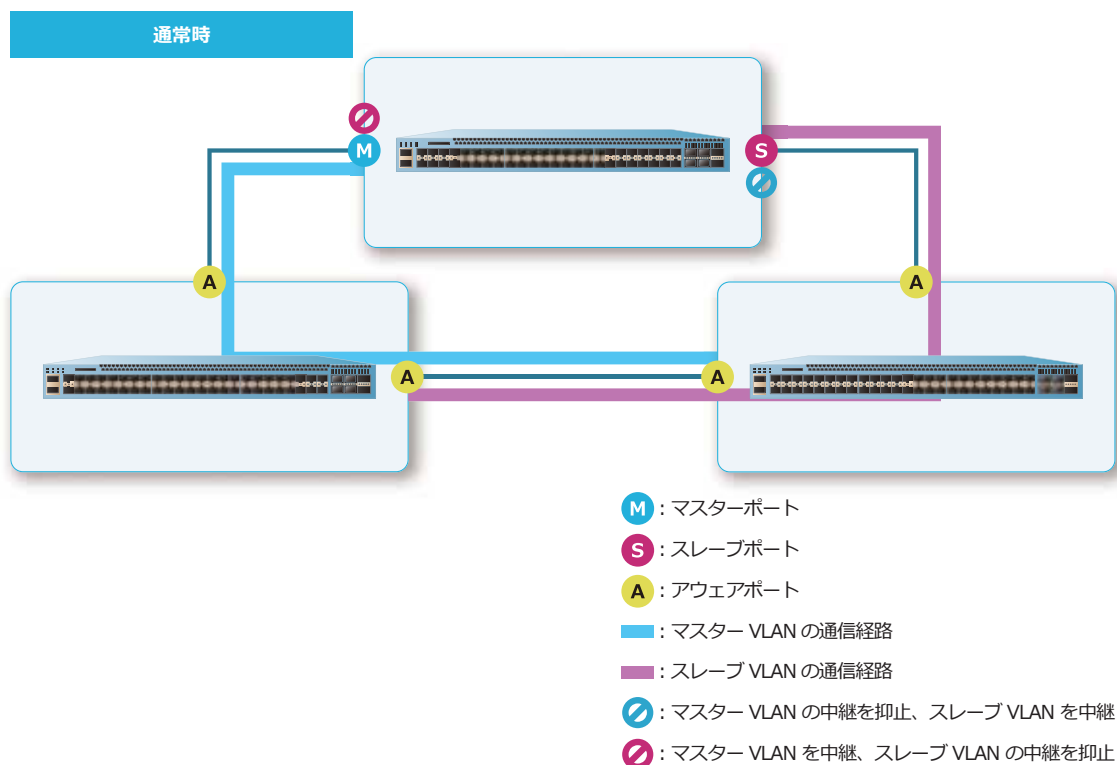 通常時
M
S
A
A
A
A
M : マスターポート
S : スレーブポート
A : アウェアポート
: マスター VLAN の通信経路
: スレーブ VLAN の通信経路
: マスター VLAN の中継を抑止、スレーブ VLAN を中継
: マスター VLAN を中継、スレーブ VLAN の中継を抑止